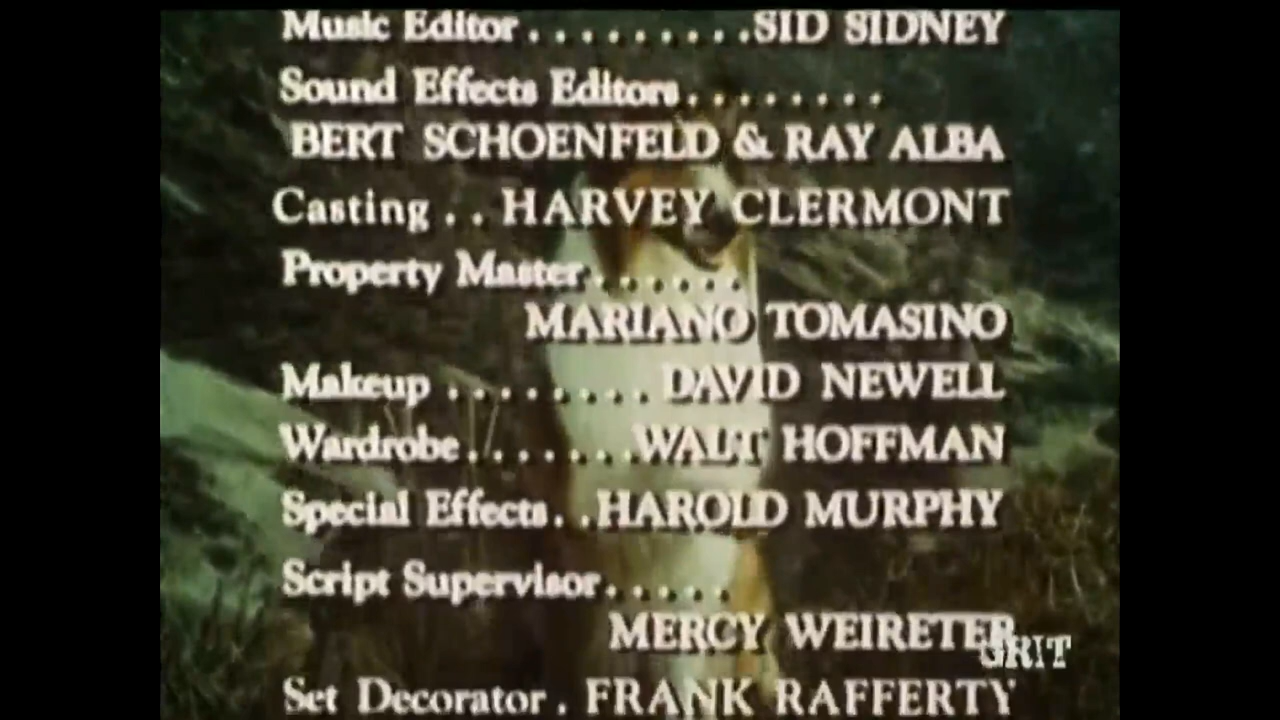 Music Editor.........SID SIDNEY
Sound Effects Editors........
BERT SCHOENFELD & RAY ALBA
Casting..HARVEY CLERMONT
Property Master......
MARIANO TOMASINO
Makeup........DAVID NEWELL
Wardrobe.......WALT HOFFMAN
Special Effects..HAROLD MURPHY
Script Supervisor.....
MERCY WEIRETER
GRIT
Set Decorator.FRANK RAFFERTY